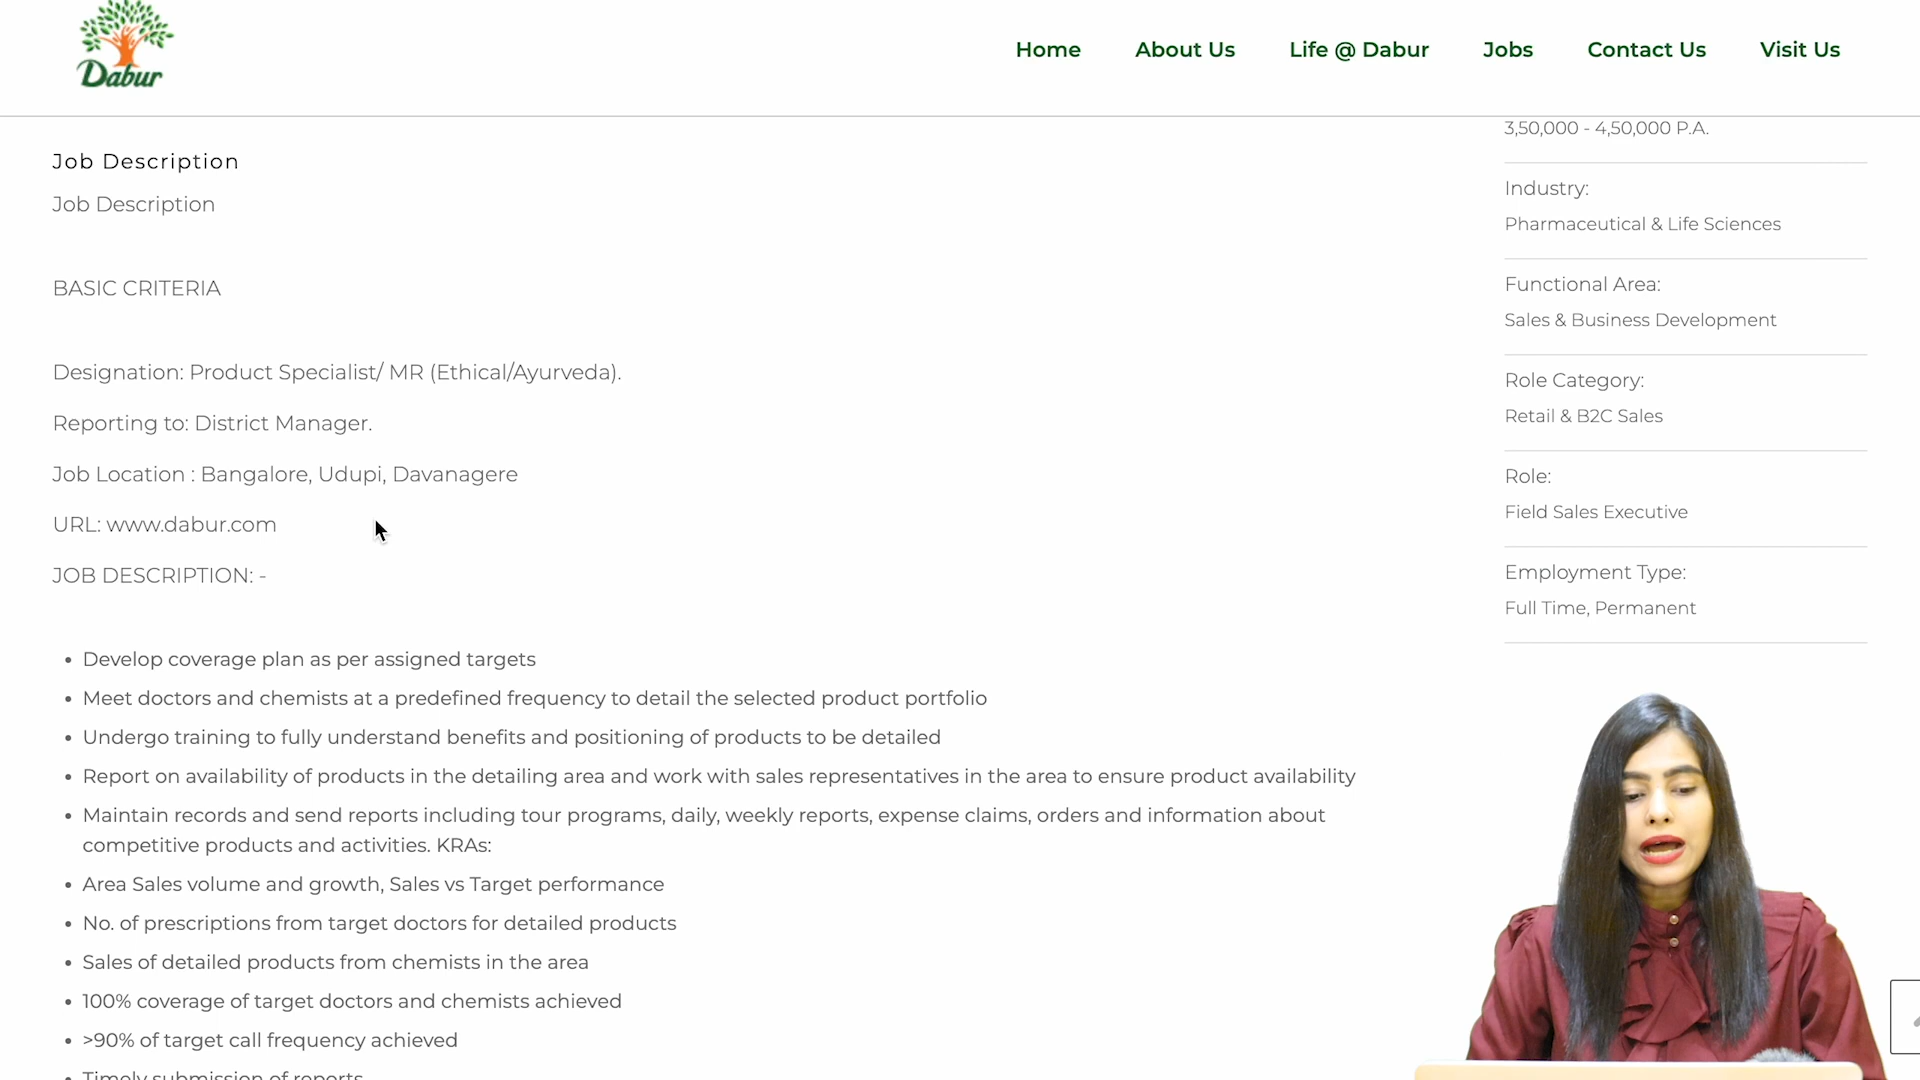 Dabur
Home
About Us
Life @ Dabur
Jobs
Contact Us
Visit Us
Job Description
Job Description
BASIC CRITERIA
Designation: Product Specialist/ MR (Ethical/Ayurveda).
Reporting to: District Manager.
Job Location : Bangalore, Udupi, Davanagere
URL: www.dabur.com
JOB DESCRIPTION: -
• Develop coverage plan as per assigned targets
• Meet doctors and chemists at a predefined frequency to detail the selected product portfolio
• Undergo training to fully understand benefits and positioning of products to be detailed
• Report on availability of products in the detailing area and work with sales representatives in the area to ensure product availability
• Maintain records and send reports including tour programs, daily, weekly reports, expense claims, orders and information about
competitive products and activities. KRAs:
• Area Sales volume and growth, Sales vs Target performance
• No. of prescriptions from target doctors for detailed products
• Sales of detailed products from chemists in the area
• 100% coverage of target doctors and chemists achieved
• >90% of target call frequency achieved
• Timely submission of reports
3,50,000 - 4,50,000 P.A.
Industry:
Pharmaceutical & Life Sciences
Functional Area:
Sales & Business Development
Role Category:
Retail & B2C Sales
Role:
Field Sales Executive
Employment Type:
Full Time, Permanent